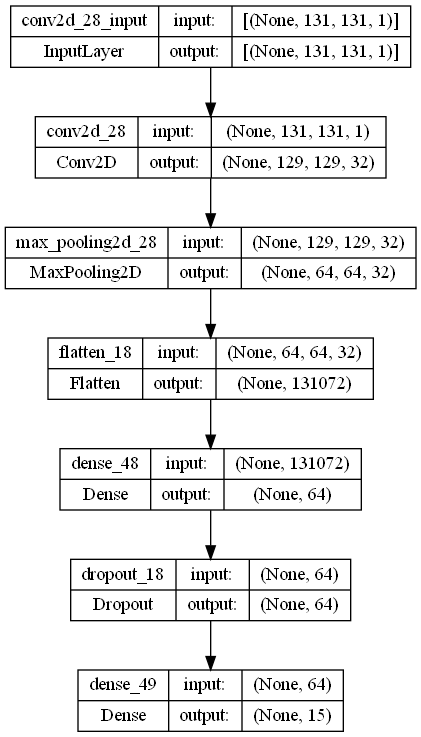 conv2d_28_input input: [(None, 131, 131, 1)]
InputLayer output: [(None, 131, 131, 1)]
conv2d_28 input: (None, 131, 131, 1)
Conv2D output: (None, 129, 129, 32)
max_pooling2d_28 input: (None, 129, 129, 32)
MaxPooling2D output: (None, 64, 64, 32)
flatten_18 input: (None, 64, 64, 32)
Flatten output: (None, 131072)
dense_48 input: (None, 131072)
Dense output: (None, 64)
dropout_18 input: (None, 64)
Dropout output: (None, 64)
dense_49 input: (None, 64)
Dense output: (None, 15)